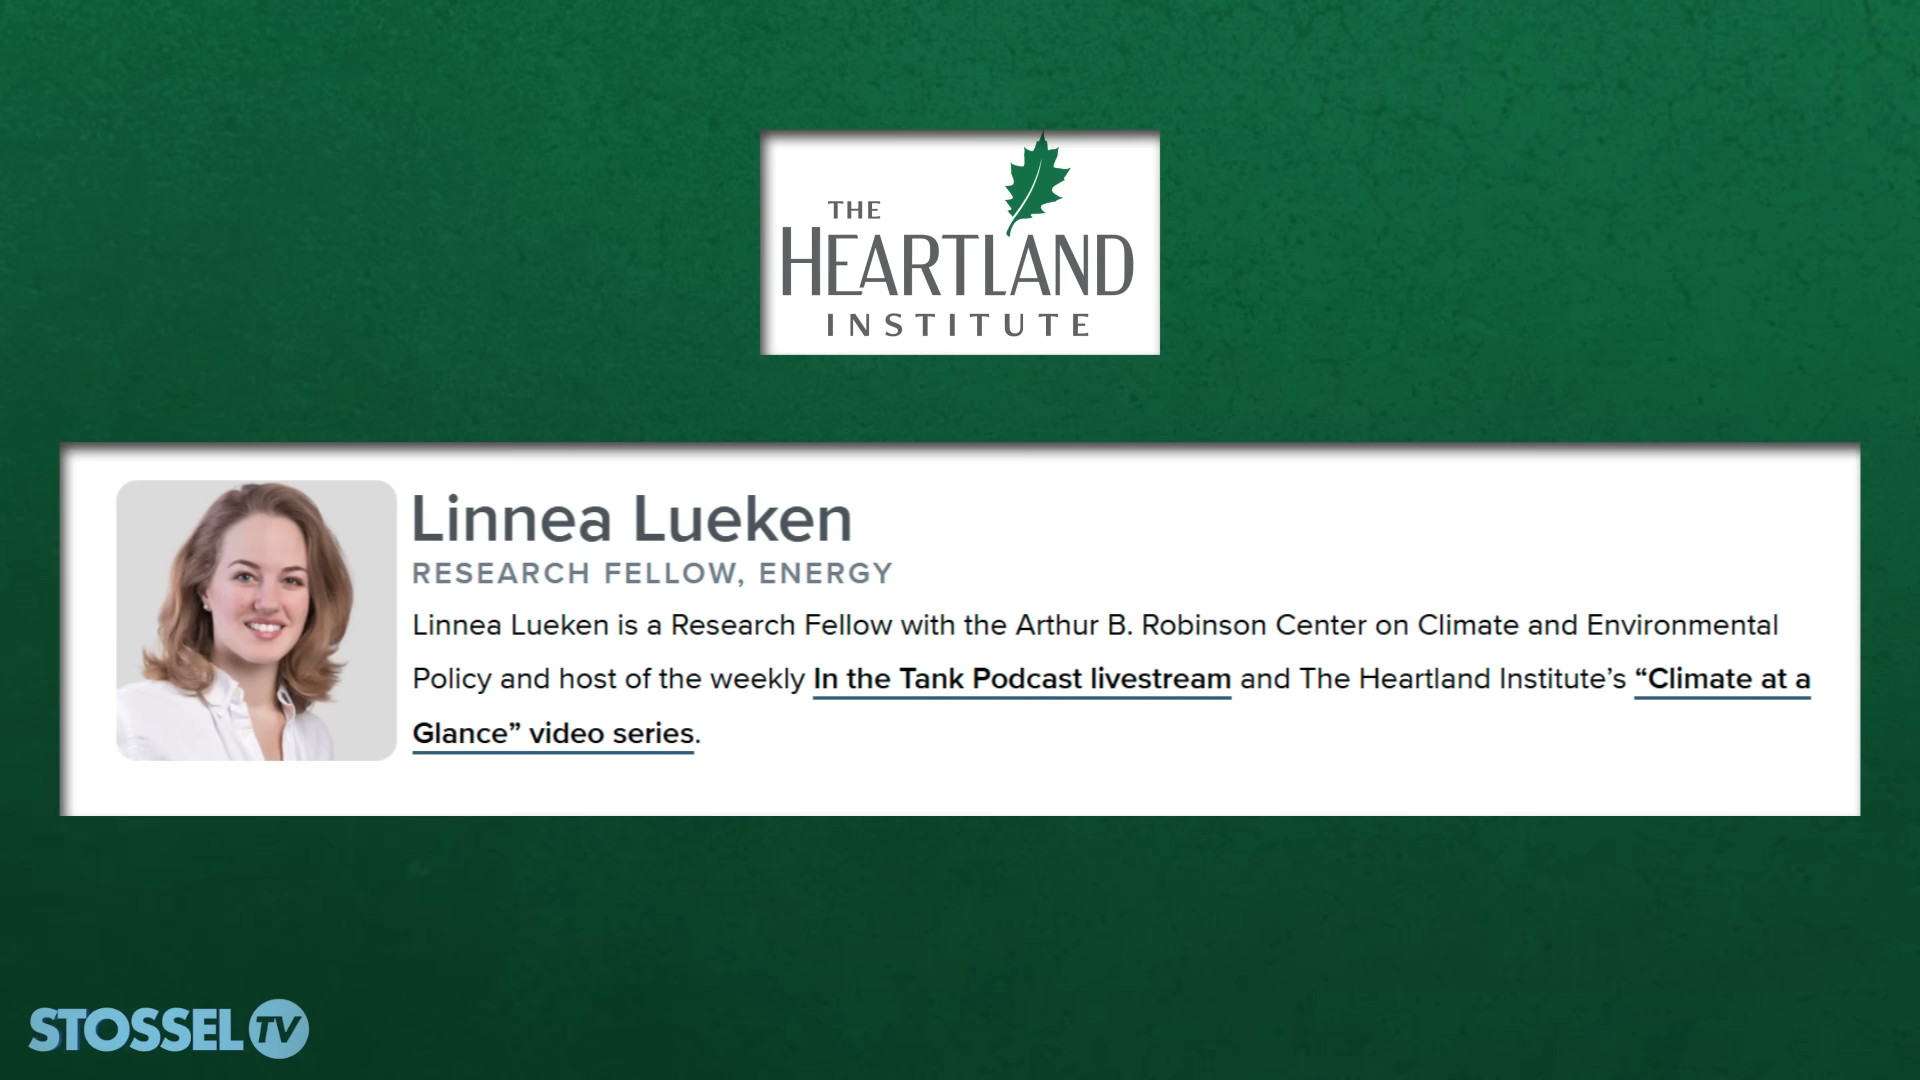 THE
HEARTLAND
INSTITUTE
Linnea Lueken
RESEARCH FELLOW, ENERGY
Linnea Lueken is a Research Fellow with the Arthur B. Robinson Center on Climate and Environmental
Policy and host of the weekly In the Tank Podcast livestream and The Heartland Institute’s “Climate at a
Glance” video series.
STOSSEL TV